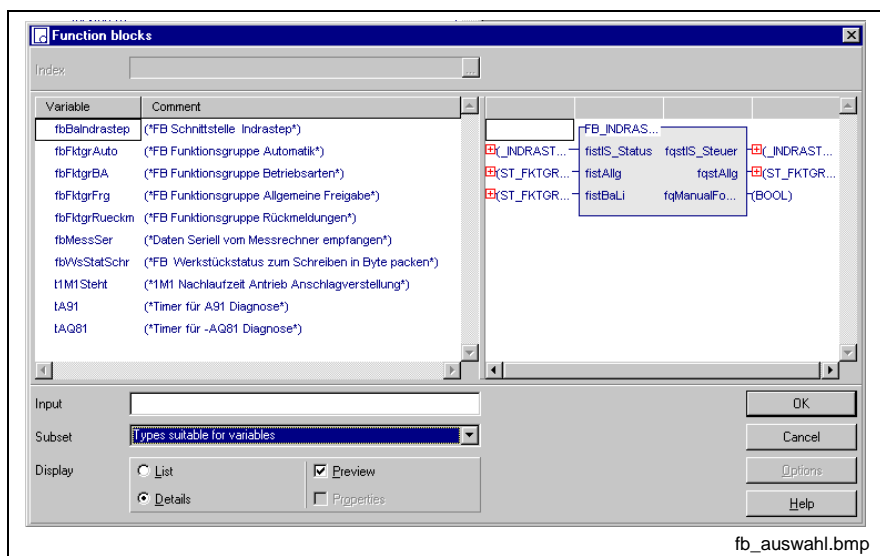 Function blocks
Index
...
Variable Comment
fbBaIndrastep (*FB Schnittstelle Indrastep*)
fbFktgrAuto (*FB Funktionsgruppe Automatik*)
fbFktgrBA (*FB Funktionsgruppe Betriebsarten*)
fbFktgrFrg (*FB Funktionsgruppe Allgemeine Freigabe*)
fbFktgrRueckm (*FB Funktionsgruppe Rückmeldungen*)
fbMessSer (*Daten Seriell vom Messrechner empfangen*)
fbWsStatSchr (*FB Werkstückstatus zum Schreiben in Byte packen*)
t1M1Steht (*1M1 Nachlaufzeit Antrieb Anschlagverstellung*)
tA91 (*Timer für A91 Diagnose*)
tAQ81 (*Timer für -AQ81 Diagnose*)
FB_INDRAS...
(_INDRAST... fistIS_Status fqstIS_Steuer (_INDRAST...
(ST_FKTGR... fistAllg fqstAllg (ST_FKTGR...
(ST_FKTGR... fistBaLi fqManualFo... (BOOL)
Input
Subset Types suitable for variables
Display List Preview
Details Properties
OK
Cancel
Options
Help
fb_auswahl.bmp